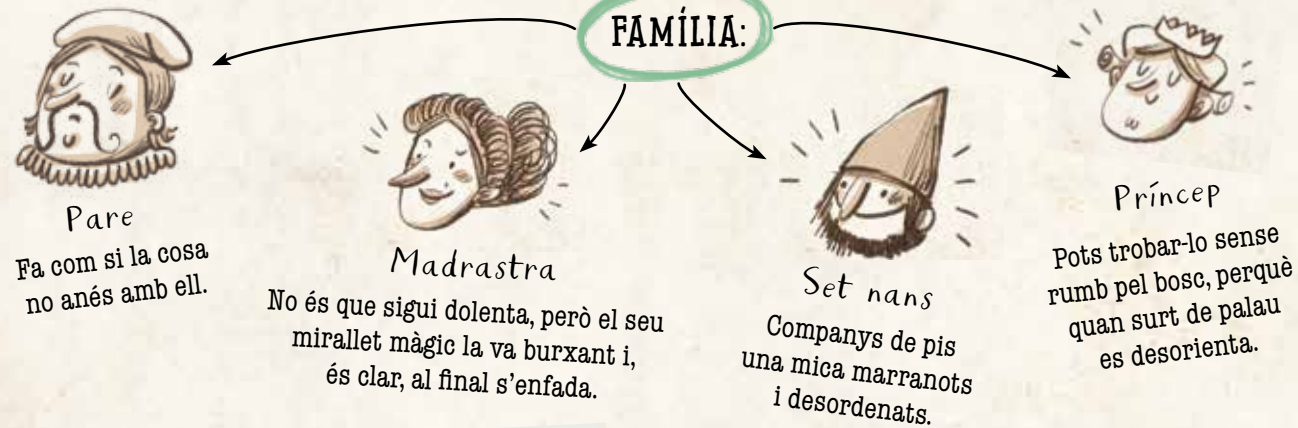 FAMÍLIA:
Pare
Fa com si la cosa
no anés amb ell.
Madrastra
No és que sigui dolenta, però el seu
mirallet màgic la va burxant i,
és clar, al final s'enfada.
Set nans
Companys de pis
una mica marranots
i desordenats.
Príncep
Pots trobar-lo sense
rumb pel bosc, perquè
quan surt de palau
es desorienta.